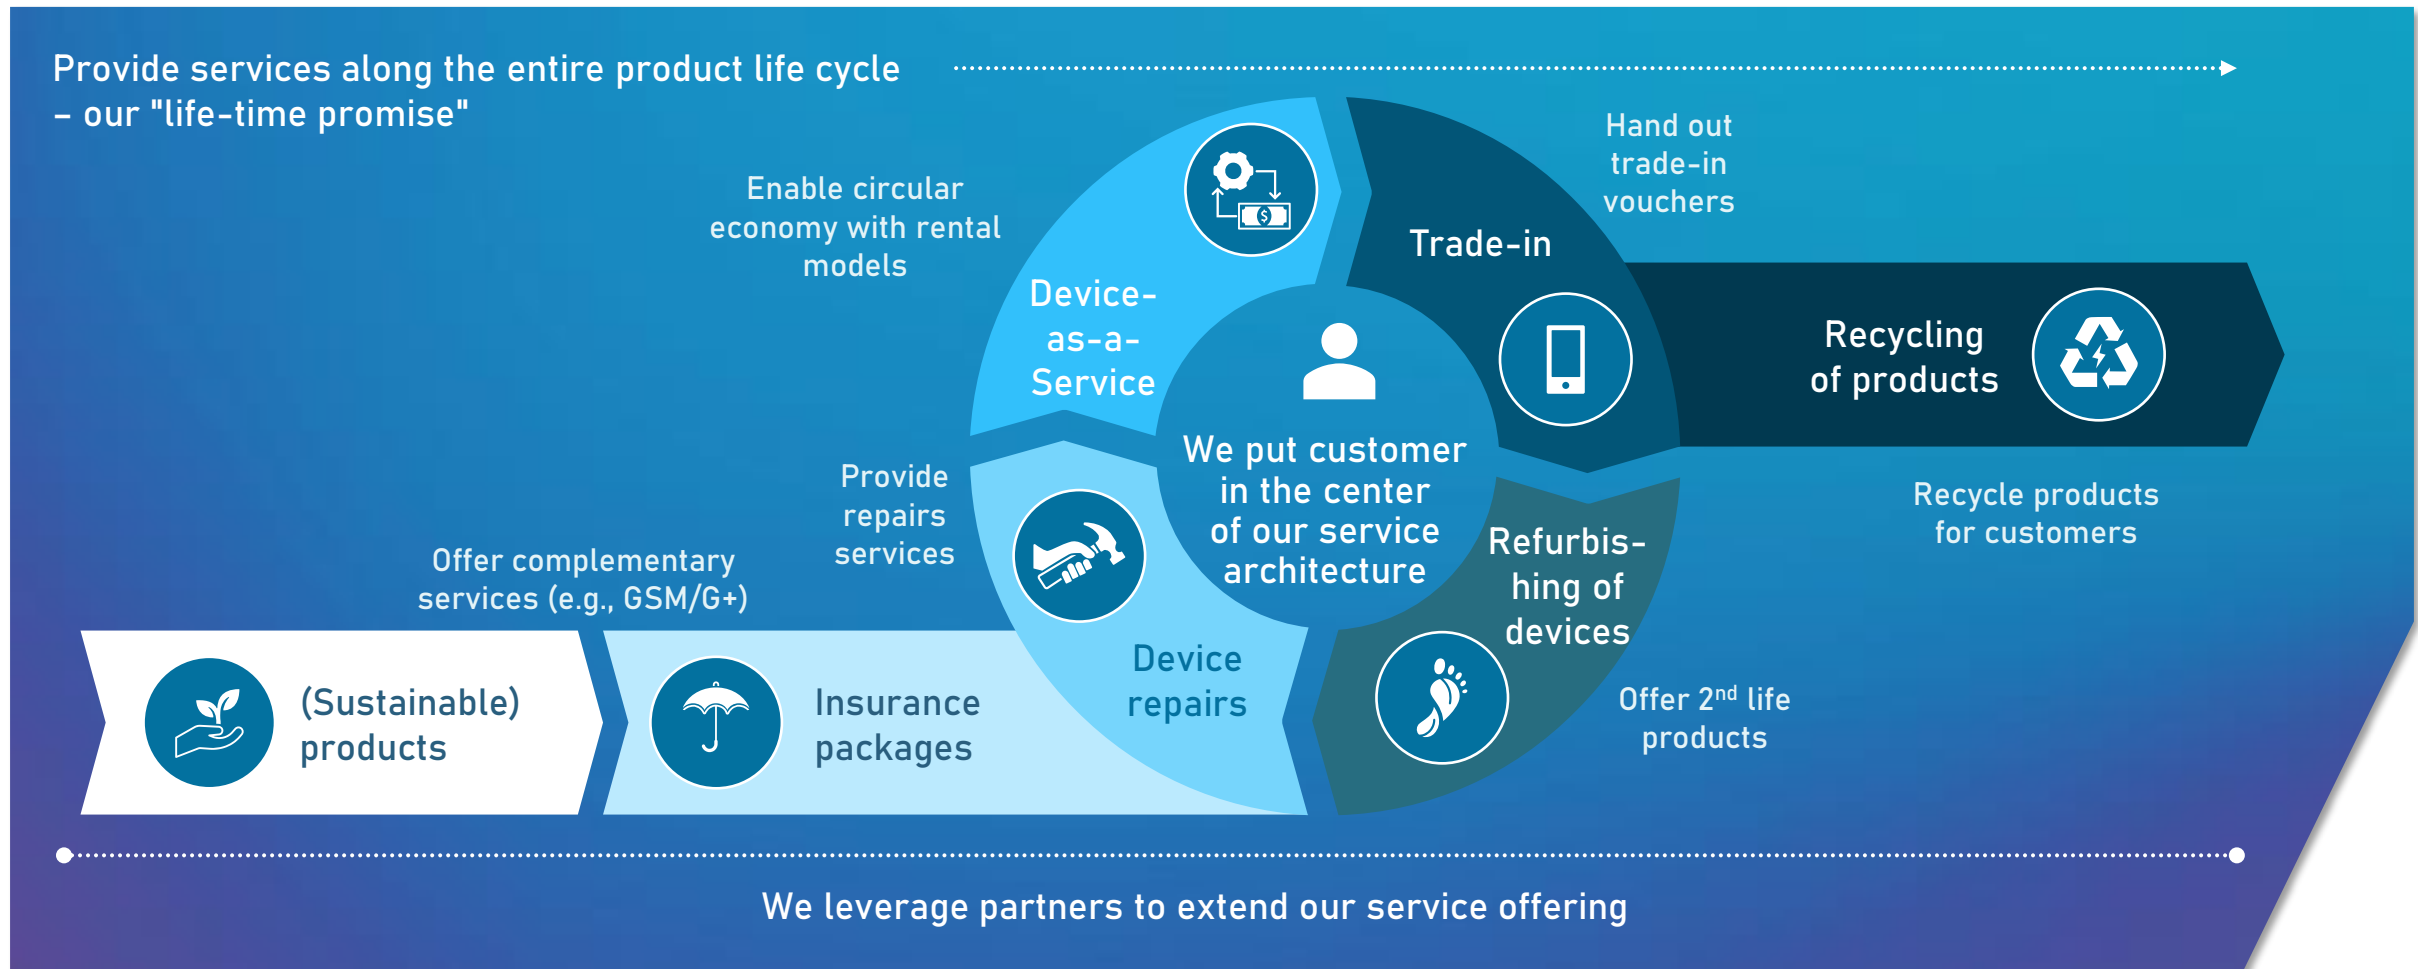 Provide services along the entire product life cycle
– our "life-time promise"
Hand out
trade-in
vouchers
Enable circular
economy with rental
models
Trade-in
Device-
as-a-
Service
$
Recycling
of products
We put customer
in the center
of our service
architecture
Provide
repairs
services
Recycle products
for customers
Offer complementary
services (e.g., GSM/G+)
Refurbis-
hing of
devices
Device
repairs
(Sustainable)
products
Insurance
packages
Offer 2nd life
products
We leverage partners to extend our service offering